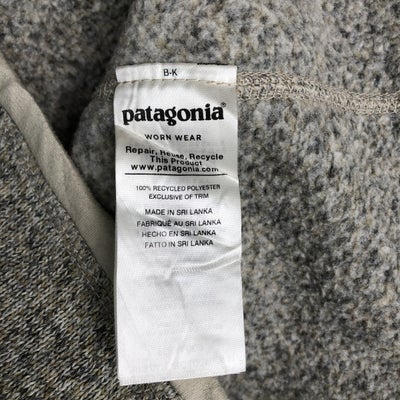 B-K
patagonia®
WORN WEAR
Repair, Reuse, Recycle
This Product
www.patagonia.com
100% RECYCLED POLYESTER
EXCLUSIVE OF TRIM
MADE IN SRI LANKA
FABRIQUÉ AU SRI LANKA
HECHO EN SRI LANKA
FATTO IN SRI LANKA